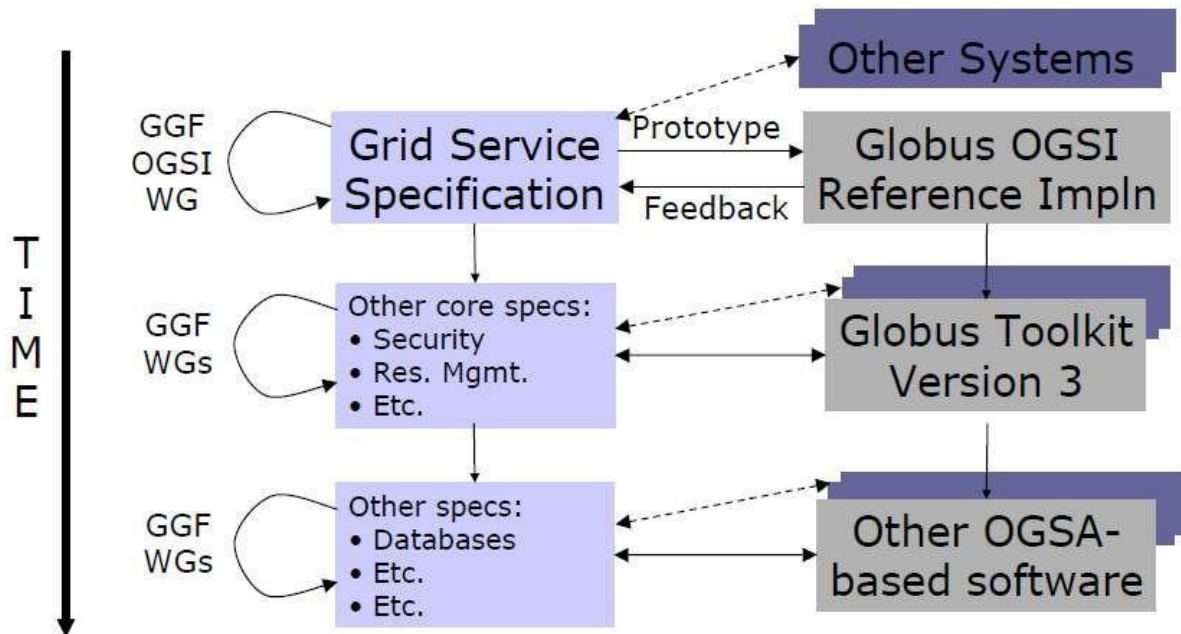 Other Systems
GGF
OGSI
WG
Grid Service
Specification
Prototype
Feedback
Globus OGSI
Reference Impln
T
I
M
E
GGF
WGs
Other core specs:
• Security
• Res. Mgmt.
• Etc.
Globus Toolkit
Version 3
GGF
WGs
Other specs:
• Databases
• Etc.
• Etc.
Other OGSA-
based software